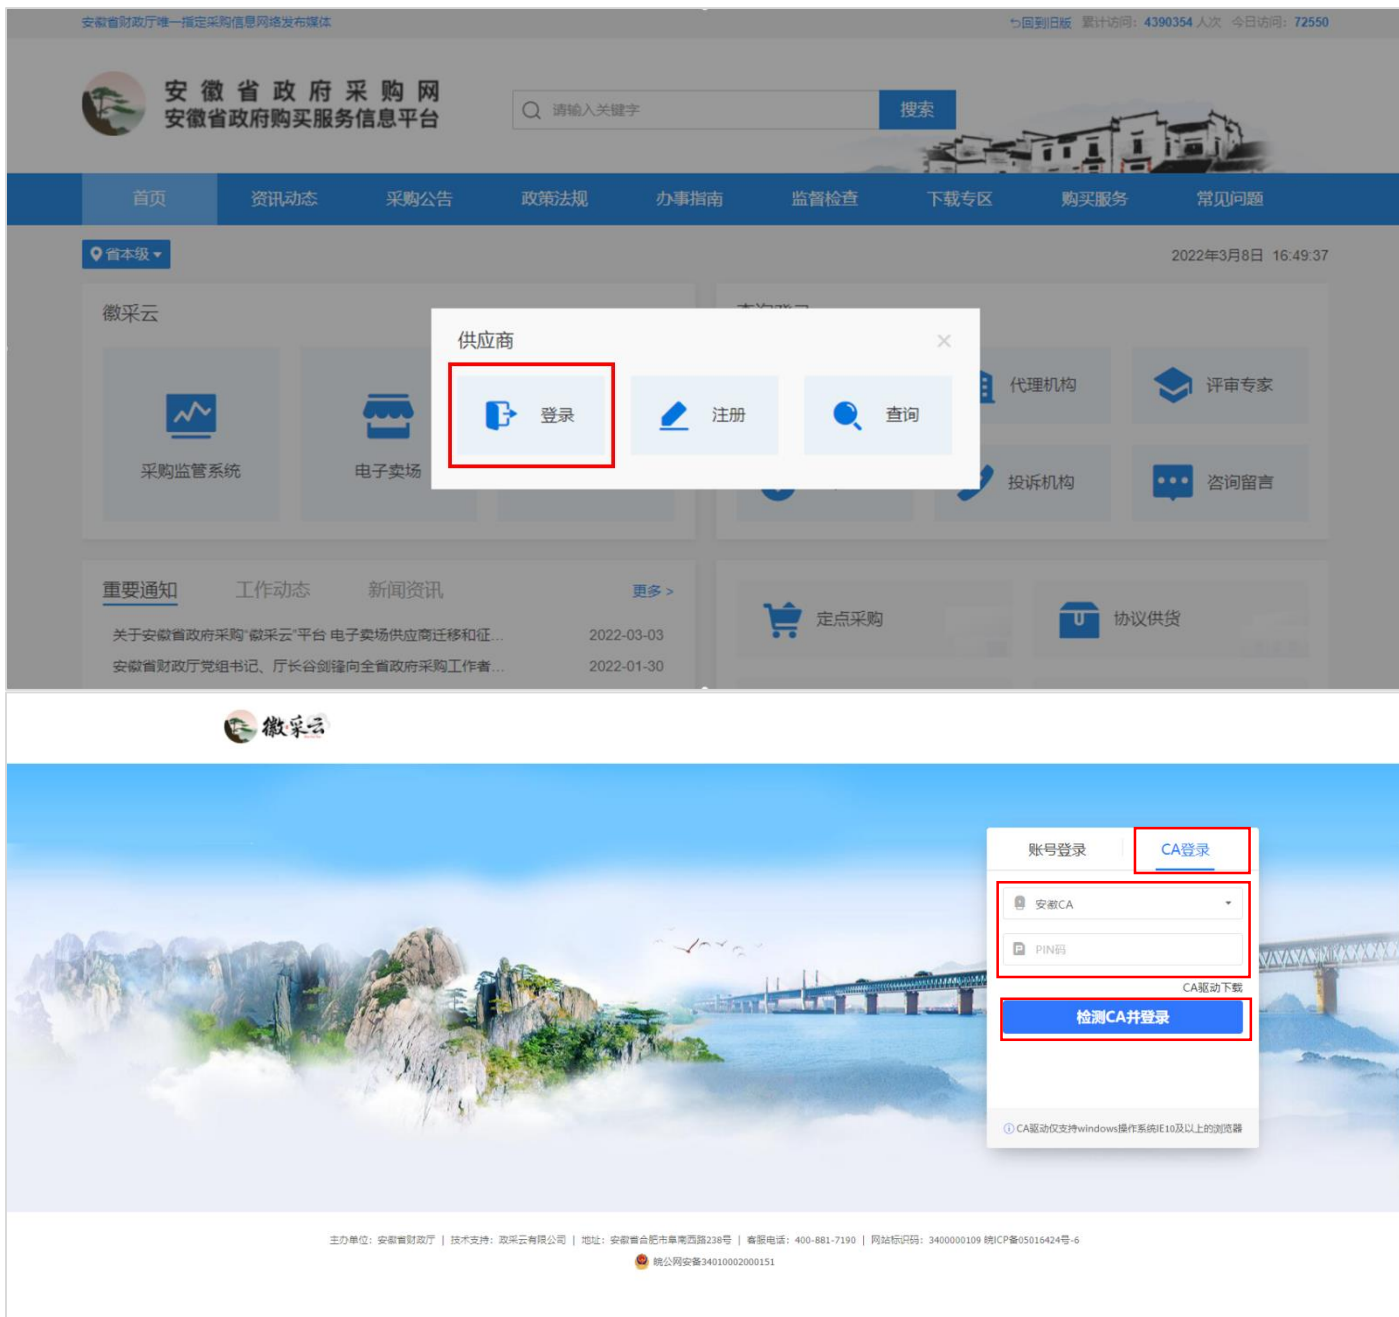 安徽省财政厅唯一指定采购信息网络发布媒体
回到旧版 累计访问：4390354 人次 今日访问：72550
安徽省政府采购网
安徽省政府购买服务信息平台
请输入关键字
搜索
首页 资讯动态 采购公告 政策法规 办事指南 监督检查 下载专区 购买服务 常见问题
省本级
2022年3月8日 16:49:37
徽采云
供应商
登录 注册 查询
代理机构 评审专家
采购监管系统 电子卖场
投诉机构 咨询留言
重要通知 工作动态 新闻资讯 更多 >
关于安徽省政府采购“徽采云”平台 电子卖场供应商迁移和征... 2022-03-03
安徽省财政厅党组书记、厅长谷剑锋向全省政府采购工作者... 2022-01-30
定点采购 协议供货
徽采云
账号登录 CA登录
安徽CA
PIN码
CA驱动下载
检测CA并登录
CA驱动仅支持windows操作系统IE10及以上的浏览器
主办单位：安徽省财政厅 | 技术支持：政采云有限公司 | 地址：安徽省合肥市阜南西路238号 | 客服电话：400-881-7190 | 网站标识码：3400000109 皖ICP备05016424号-6
皖公网安备34010002000151